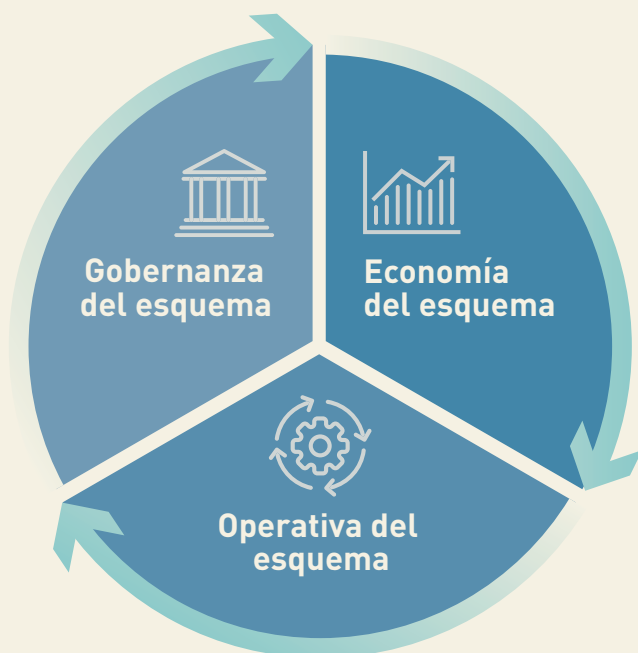 Gobernanza
del esquema
Economía
del esquema
Operativa del
esquema